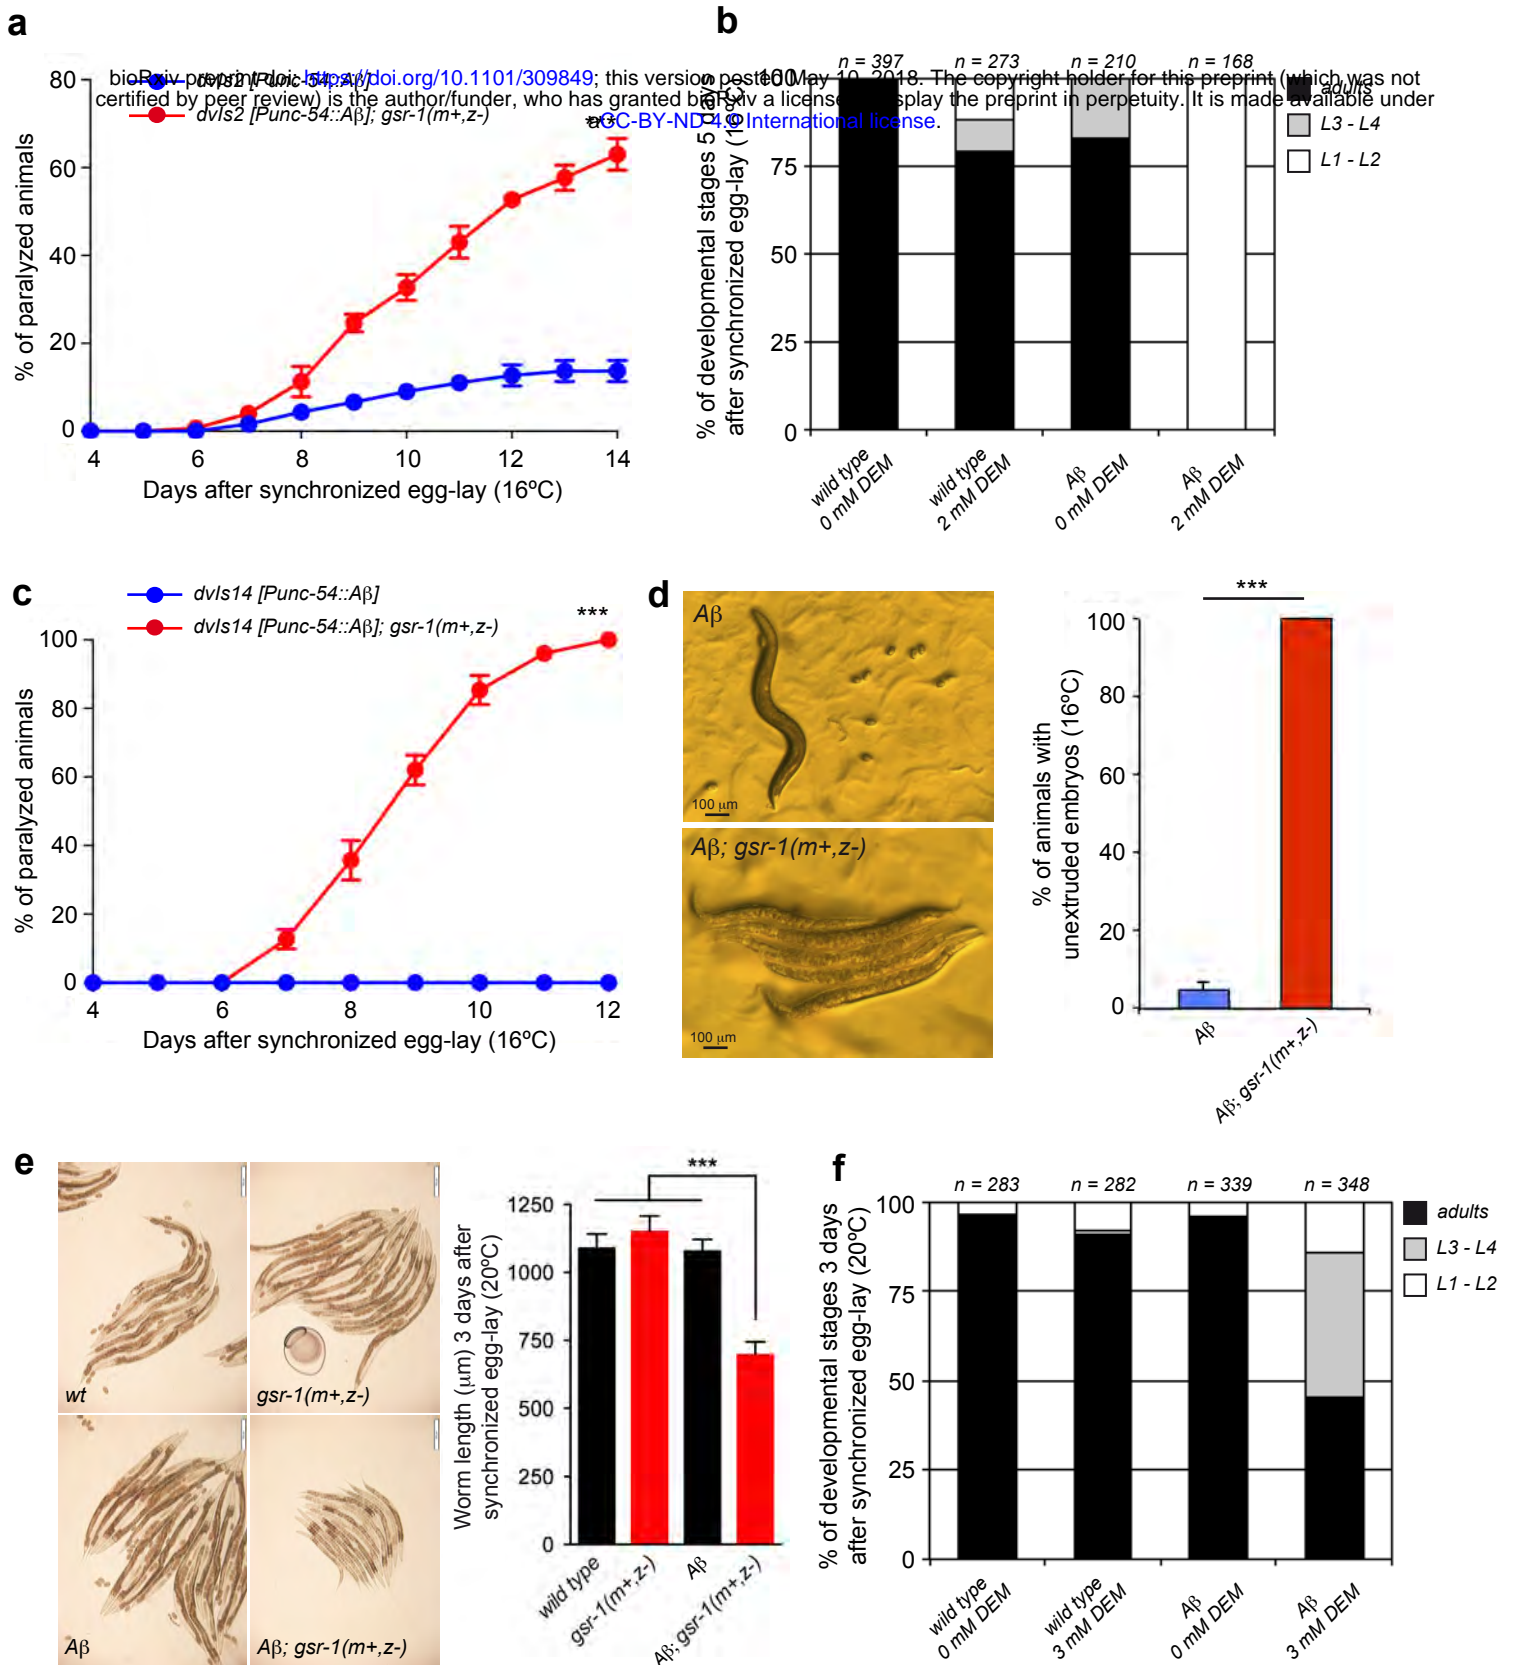 a
b
bioRxiv preprint doi: https://doi.org/10.1101/309849; this version posted May 10, 2018. The copyright holder for this preprint (which was not
certified by peer review) is the author/funder, who has granted bioRxiv a license to display the preprint in perpetuity. It is made available under
aCC-BY-ND 4.0 International license.
dvIs2 [Punc-54::Aβ]
dvIs2 [Punc-54::Aβ]; gsr-1(m+,z-)
***
% of paralyzed animals
80
60
40
20
0
4 6 8 10 12 14
Days after synchronized egg-lay (16ºC)
n = 397 n = 273 n = 210 n = 168
% of developmental stages 5 days
after synchronized egg-lay (16ºC)
100
75
50
25
0
adults
L3 - L4
L1 - L2
wild type
0 mM DEM
wild type
2 mM DEM
Aβ
0 mM DEM
Aβ
2 mM DEM
c
dvIs14 [Punc-54::Aβ]
dvIs14 [Punc-54::Aβ]; gsr-1(m+,z-)
***
% of paralyzed animals
100
80
60
40
20
0
4 6 8 10 12
Days after synchronized egg-lay (16ºC)
d
Aβ
100 µm
Aβ; gsr-1(m+,z-)
100 µm
***
% of animals with
unextruded embryos (16ºC)
100
80
60
40
20
0
Aβ
Aβ; gsr-1(m+,z-)
e
wt
gsr-1(m+,z-)
Aβ
Aβ; gsr-1(m+,z-)
***
Worm length (µm) 3 days after
synchronized egg-lay (20ºC)
1250
1000
750
500
250
0
wild type
gsr-1(m+,z-)
Aβ
Aβ; gsr-1(m+,z-)
f
n = 283 n = 282 n = 339 n = 348
% of developmental stages 3 days
after synchronized egg-lay (20ºC)
100
75
50
25
0
adults
L3 - L4
L1 - L2
wild type
0 mM DEM
wild type
3 mM DEM
Aβ
0 mM DEM
Aβ
3 mM DEM